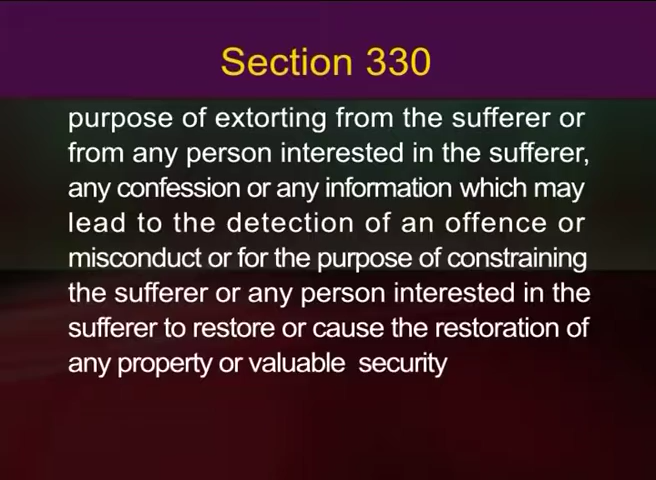 Section 330
purpose of extorting from the sufferer or
from any person interested in the sufferer,
any confession or any information which may
lead to the detection of an offence or
misconduct or for the purpose of constraining
the sufferer or any person interested in the
sufferer to restore or cause the restoration of
any property or valuable security